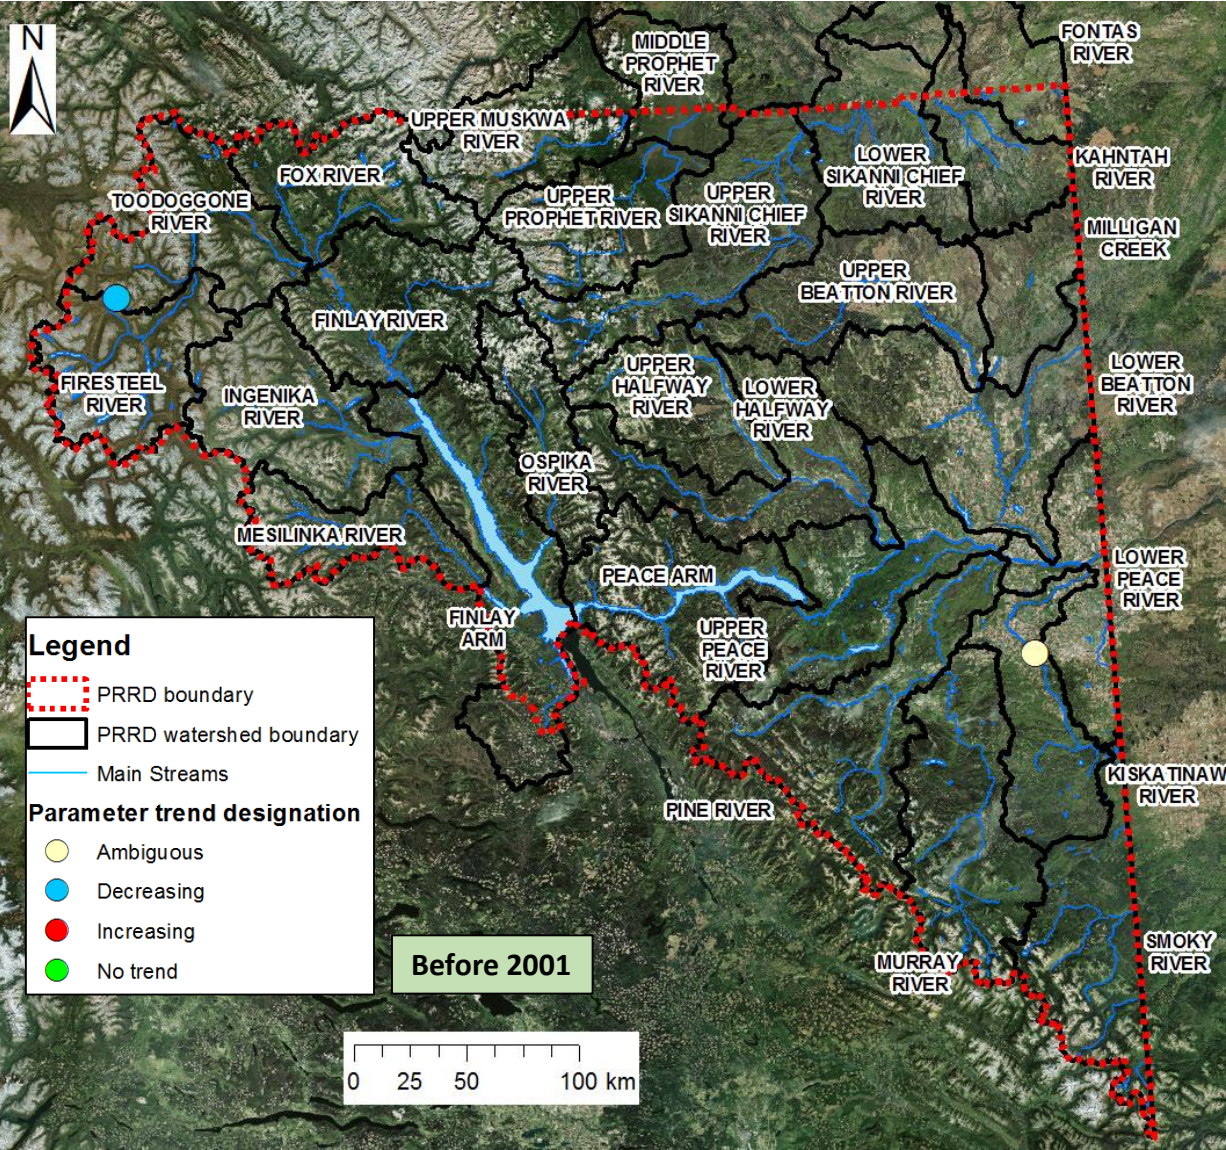 N
MIDDLE
PROPHET
RIVER
FONTAS
RIVER
UPPER MUSKWA
RIVER
FOX RIVER
LOWER
SIKANNI CHIEF
RIVER
KAHNTAH
RIVER
TOODOGGONE
RIVER
UPPER
PROPHET RIVER
UPPER
SIKANNI CHIEF
RIVER
MILLIGAN
CREEK
UPPER
BEATTON RIVER
FINLAY RIVER
FIRESTEEL
RIVER
INGENIKA
RIVER
UPPER
HALFWAY
RIVER
LOWER
HALFWAY
RIVER
LOWER
BEATTON
RIVER
OSPIKA
RIVER
MESILINKA RIVER
PEACE ARM
LOWER
PEACE
RIVER
FINLAY
ARM
UPPER
PEACE
RIVER
KISKATINAW
RIVER
PINE RIVER
MURRAY
RIVER
SMOKY
RIVER
Legend
PRRD boundary
PRRD watershed boundary
Main Streams
Parameter trend designation
Ambiguous
Decreasing
Increasing
No trend
Before 2001
0 25 50 100 km